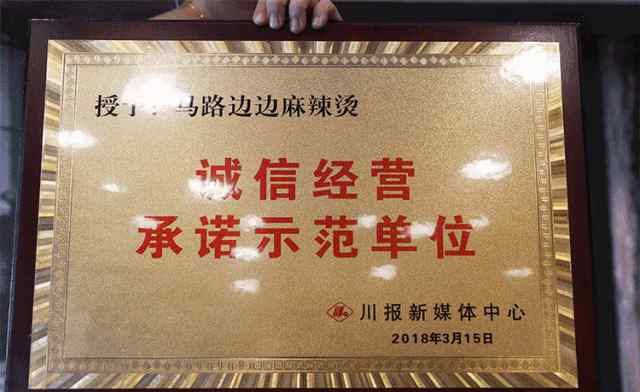 授予：马路边边麻辣烫
诚信经营
承诺示范单位
川报新媒体中心
2018年3月15日